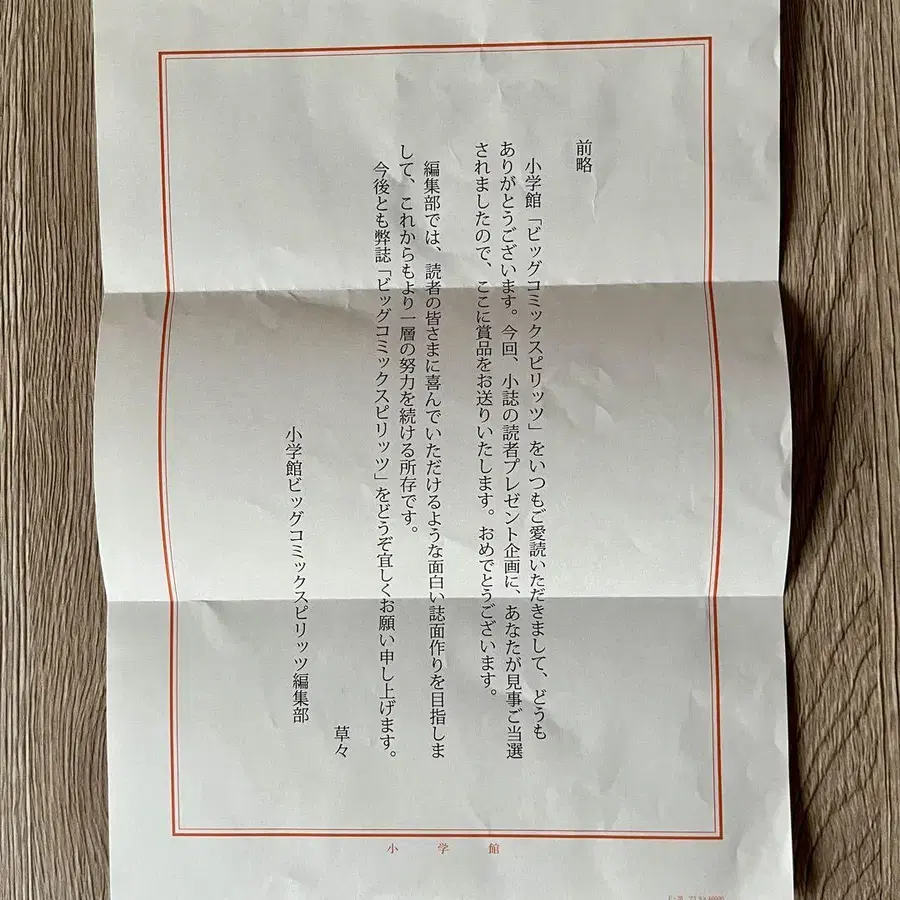 前略
小学館「ビッグコミックスピリッツ」をいつもご愛読いただきまして、どうも
ありがとうございます。今回、小誌の読者プレゼント企画に、あなたが見事ご当選
されましたので、ここに賞品をお送りいたします。おめでとうございます。
編集部では、読者の皆さまに喜んでいただけるような面白い誌面作りを目指しま
して、これからもより一層の努力を続ける所存です。
今後とも弊誌「ビッグコミックスピリッツ」をどうぞ宜しくお願い申し上げます。
草々
小学館ビッグコミックスピリッツ編集部
小学館